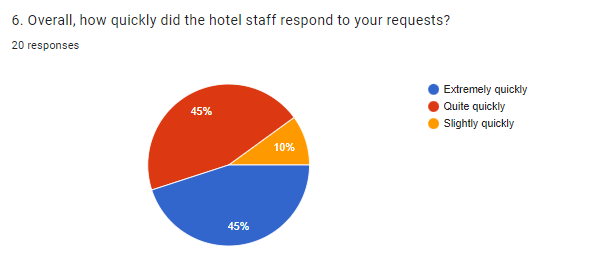 6. Overall, how quickly did the hotel staff respond to your requests?
20 responses
Extremely quickly
Quite quickly
Slightly quickly
45%
10%
45%